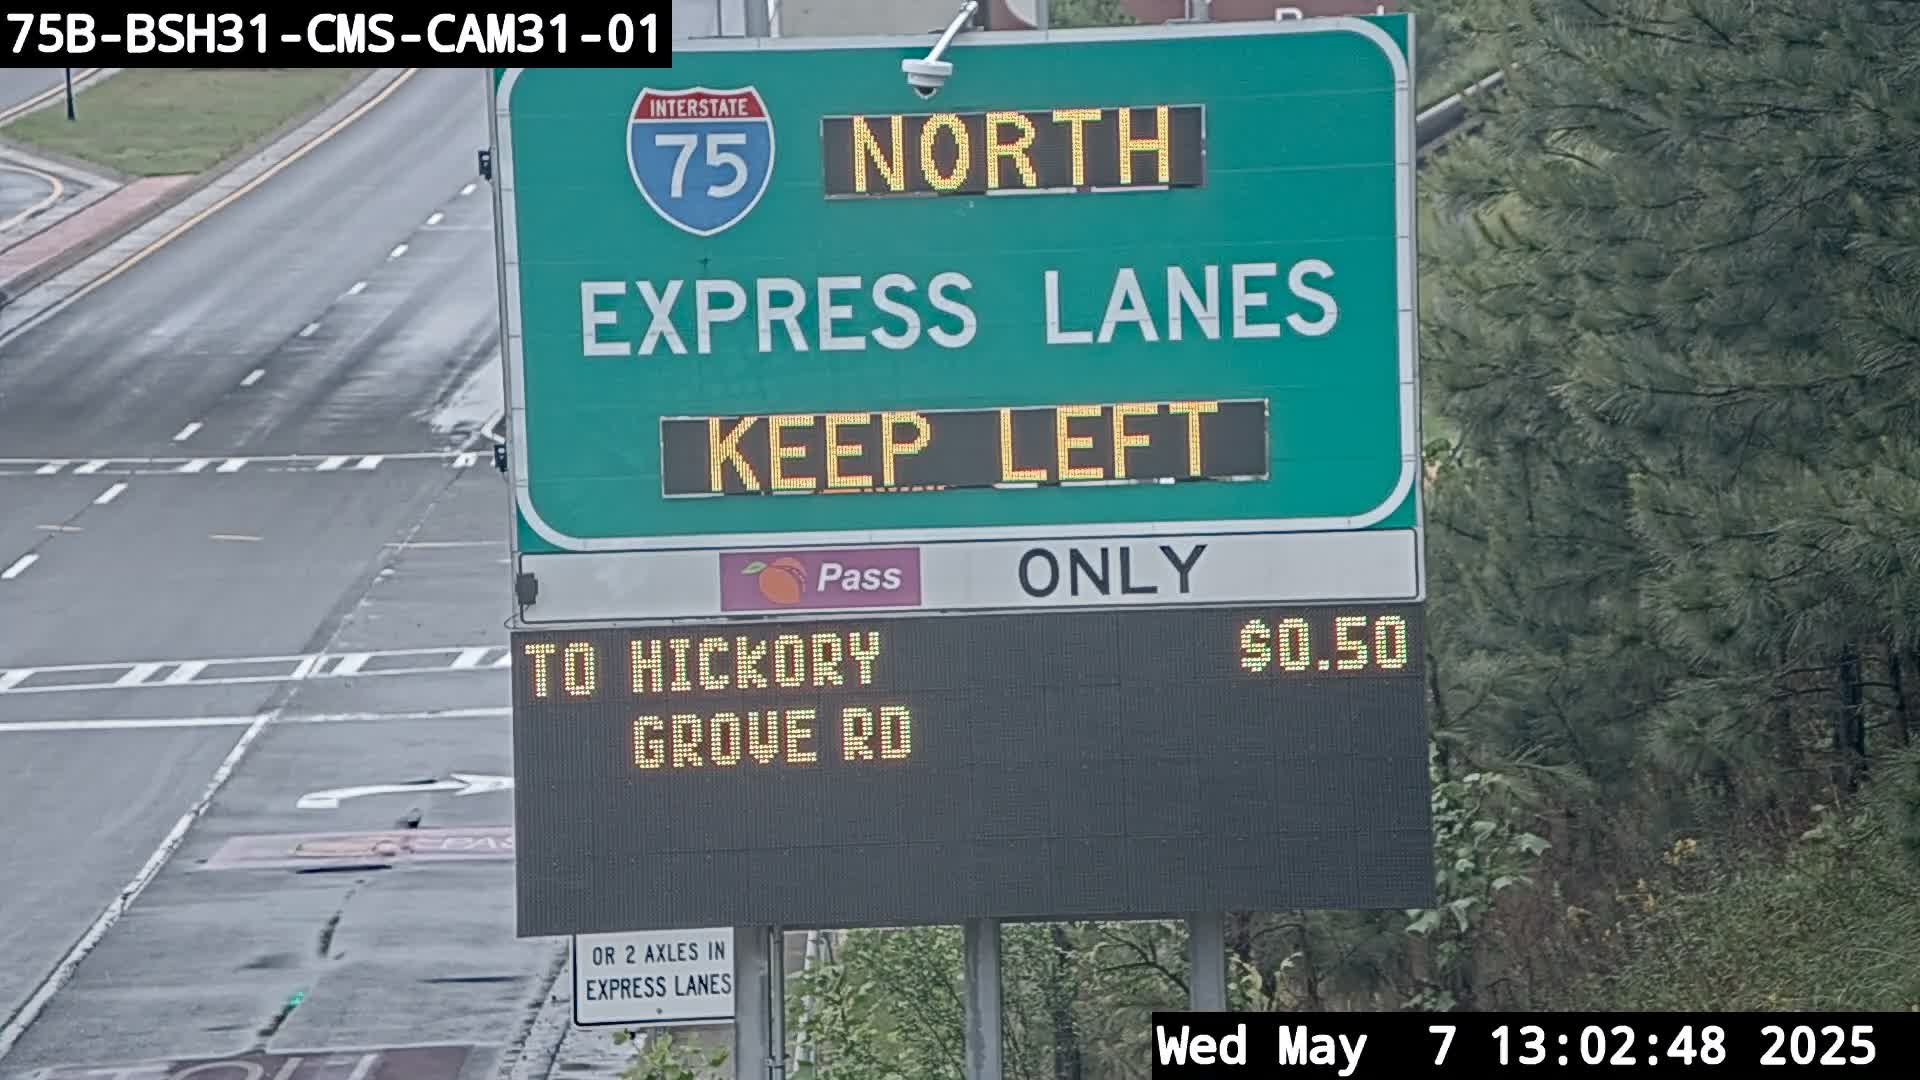 75B-BSH31-CMS-CAM31-01
INTERSTATE
75
NORTH
EXPRESS LANES
KEEP LEFT
Pass ONLY
TO HICKORY $0.50
GROVE RD
OR 2 AXLES IN
EXPRESS LANES
Wed May 7 13:02:48 2025